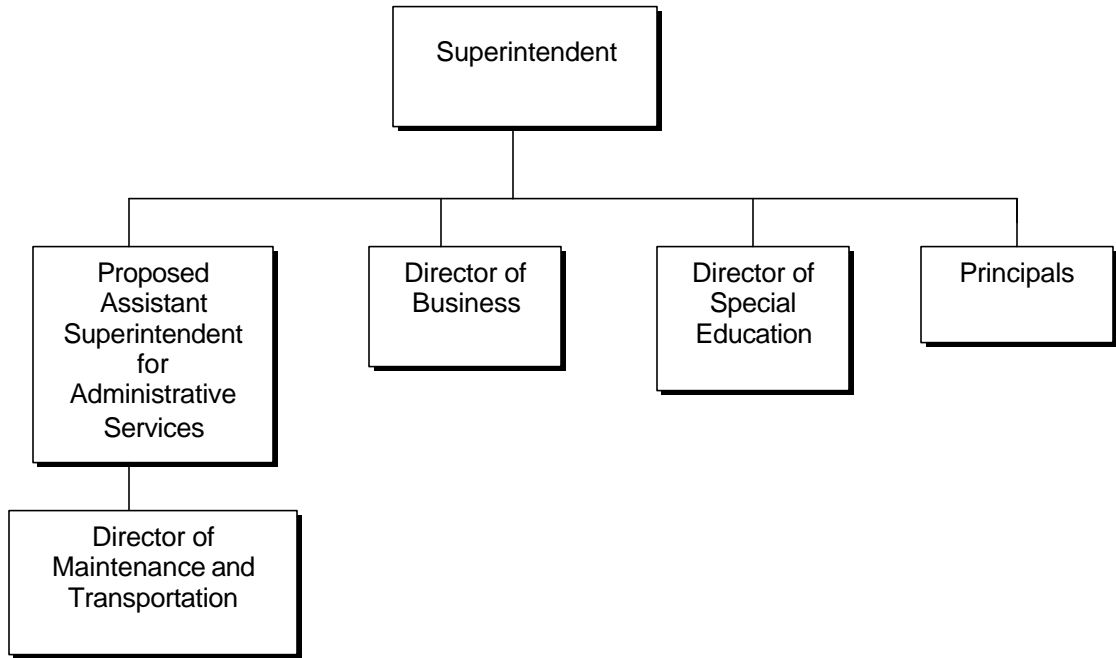 Superintendent
Proposed
Assistant
Superintendent
for
Administrative
Services
Director of
Business
Director of
Special
Education
Principals
Director of
Maintenance and
Transportation